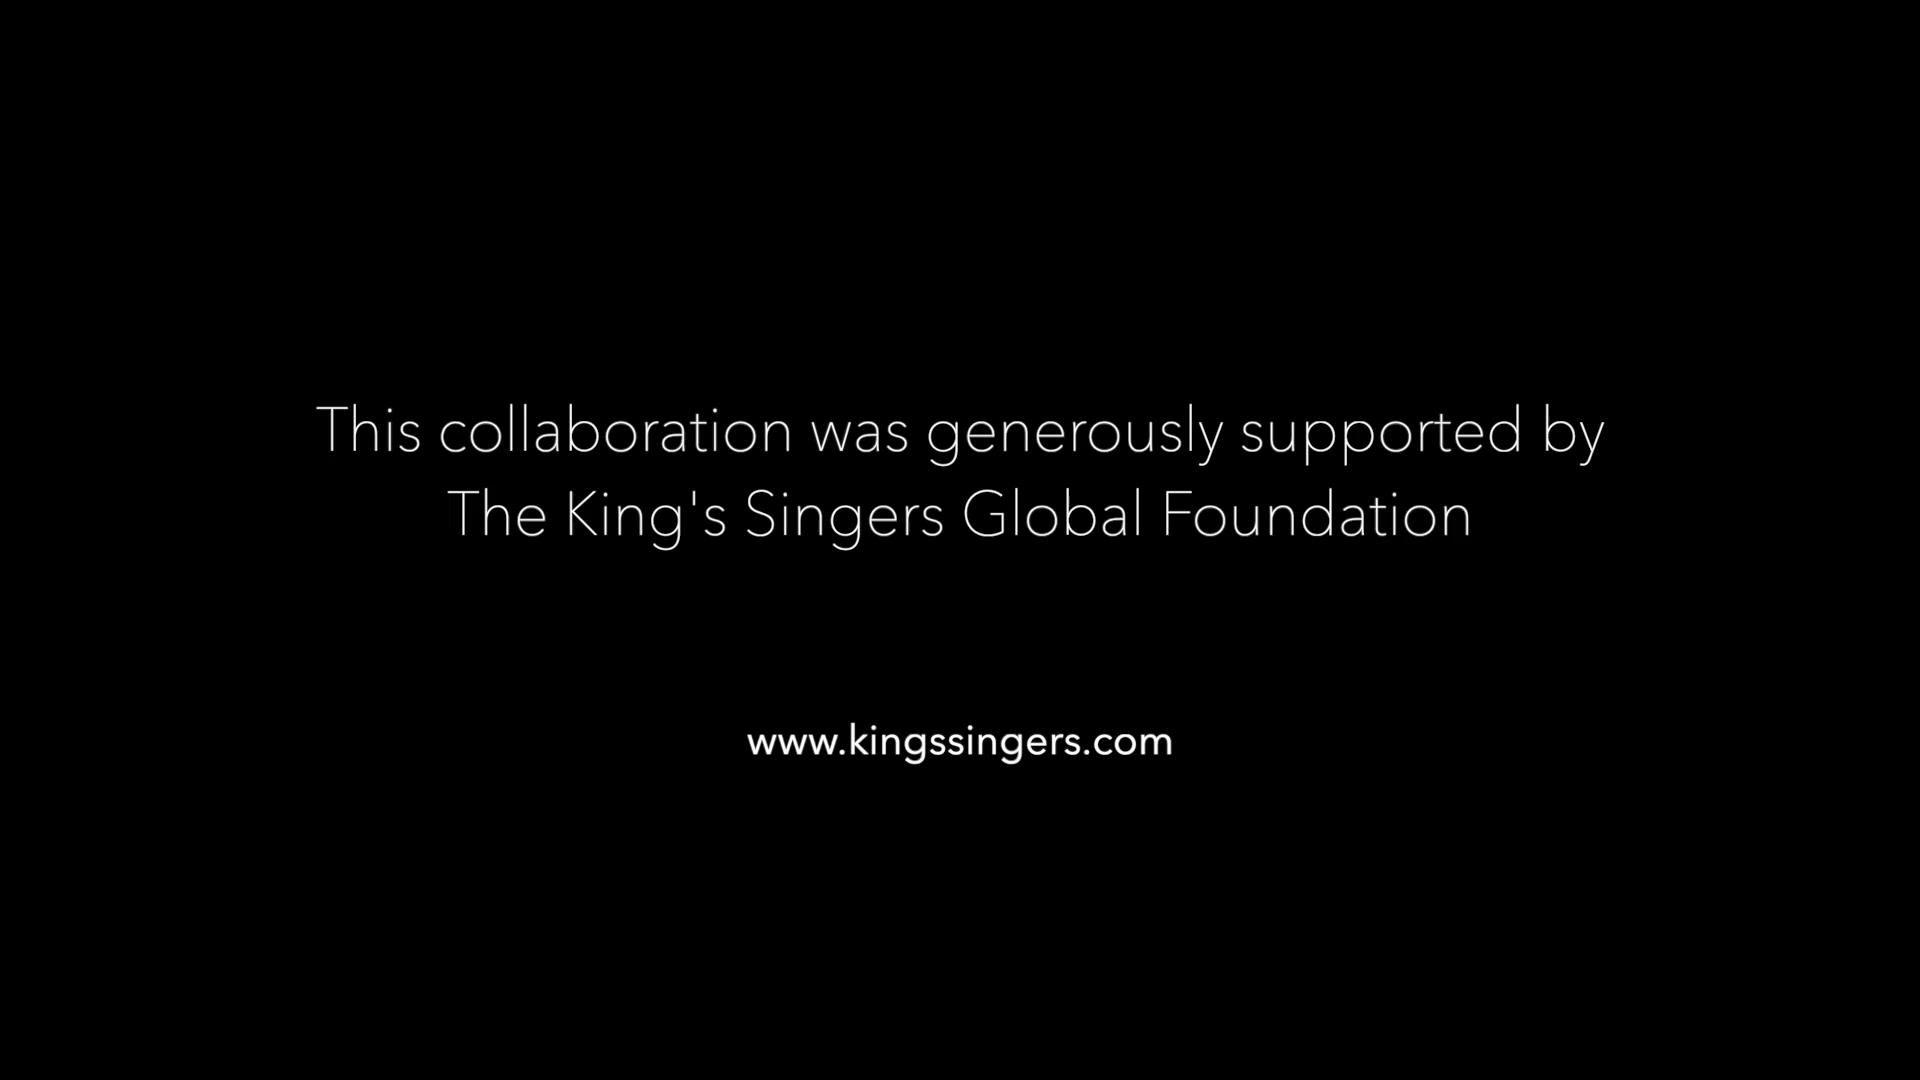 This collaboration was generously supported by
The King's Singers Global Foundation
www.kingssingers.com